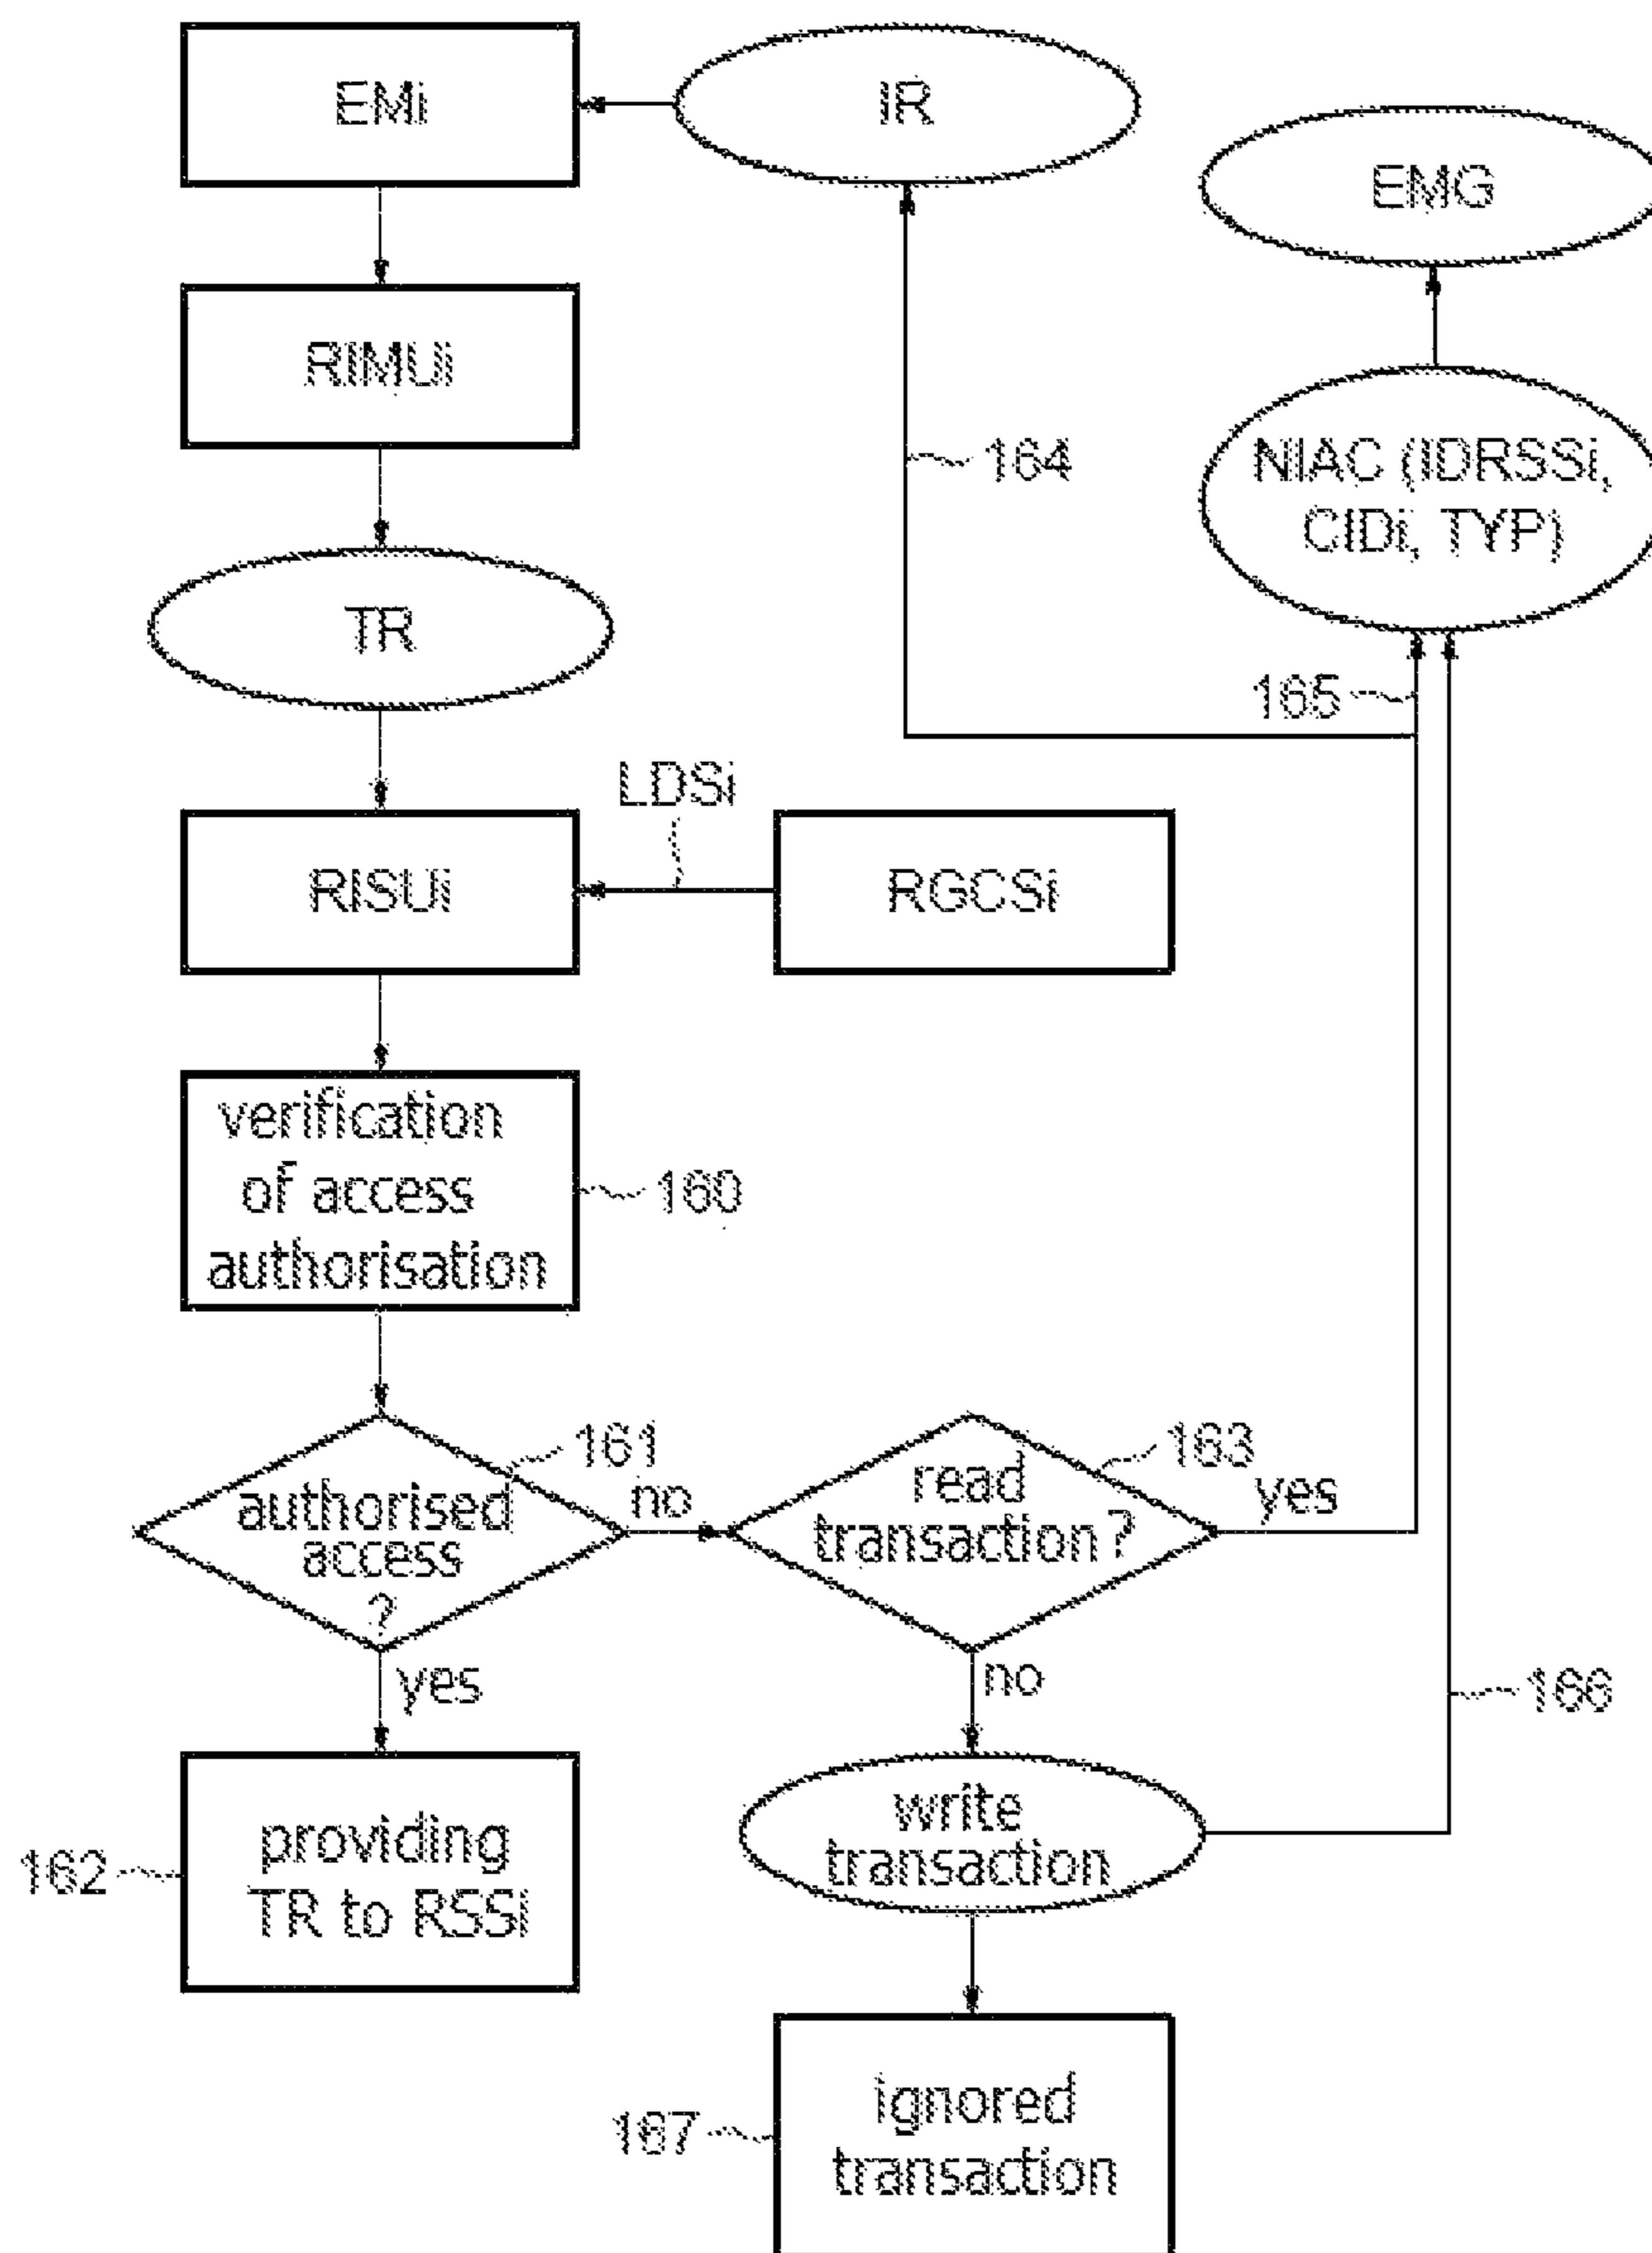 EMi
IR
EMG
RIMUi
164
NIAC (IDRSSi,
CIDi, TYP)
TR
165
LDSi
RISUi
RGCSi
verification
of access
authorisation
160
161
163
authorised
access
?
no
read
transaction?
yes
yes
no
166
162
providing
TR to RSSi
write
transaction
167
ignored
transaction